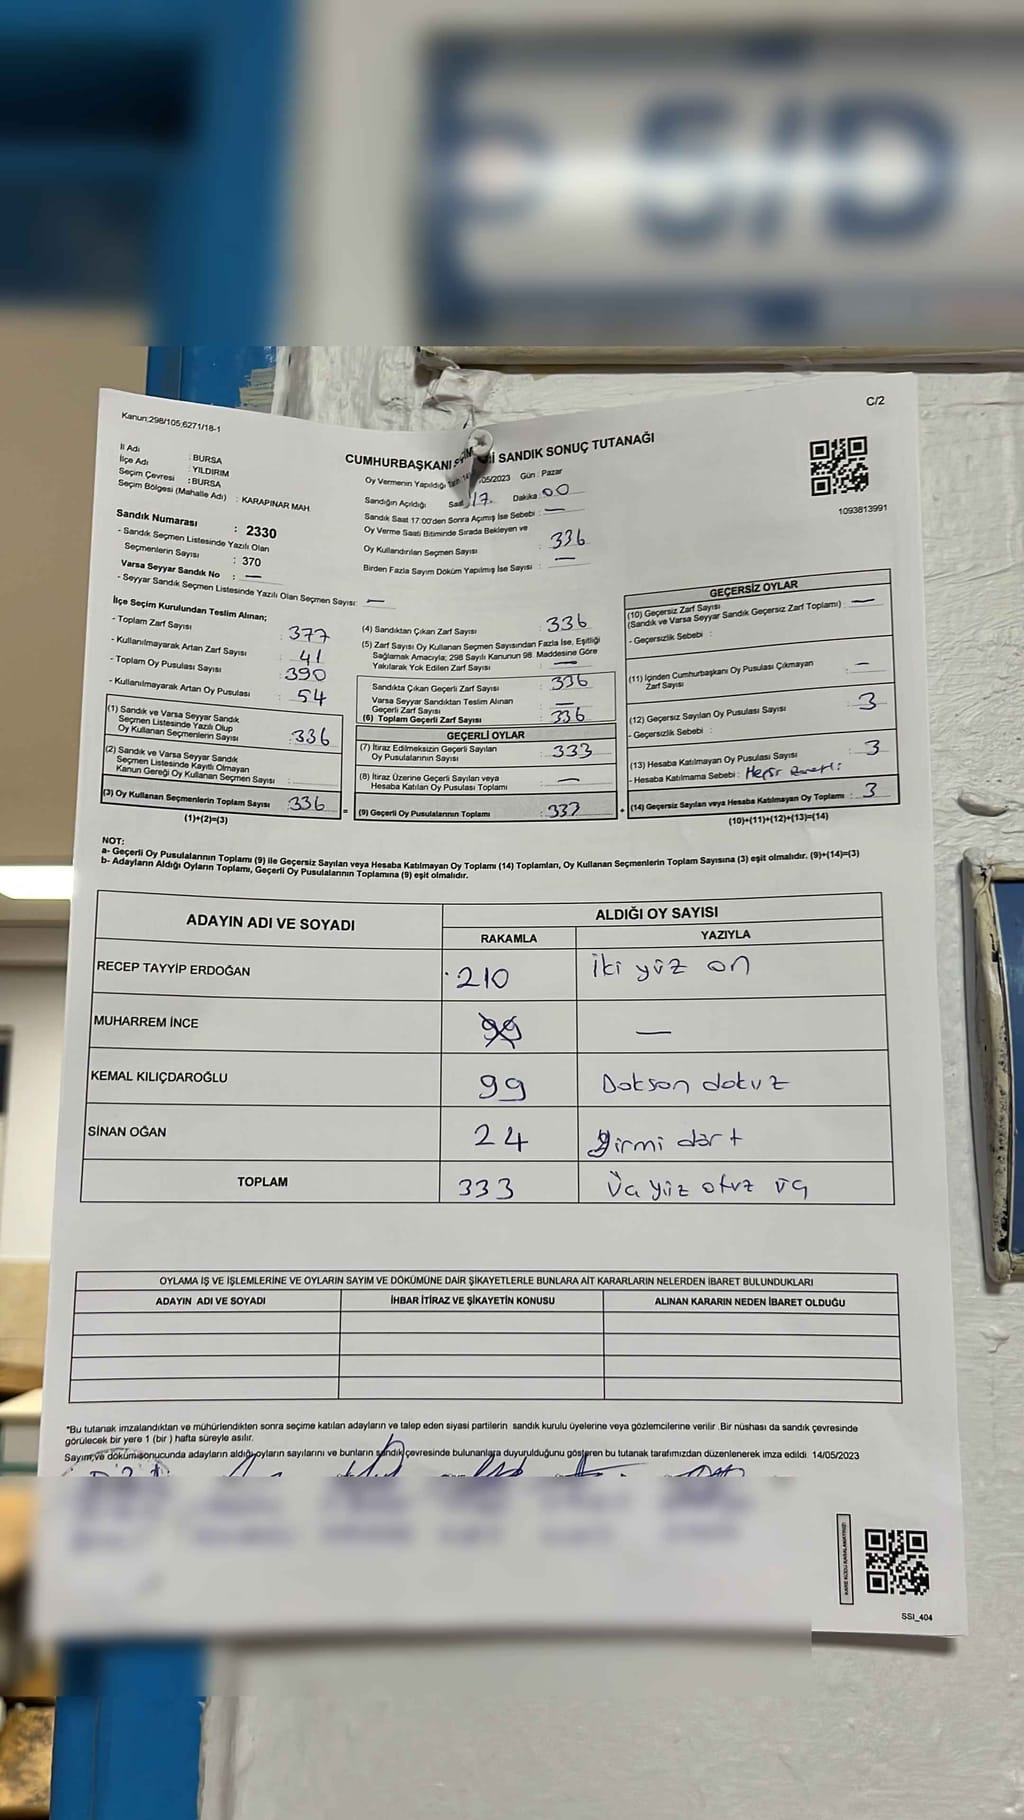 SİD
C/2
Kanun:298/105;6271/18-1
CUMHURBAŞKANI SANDIK SONUÇ TUTANAĞI
İl Adı : BURSA
İlçe Adı : YILDIRIM
Seçim Çevresi : BURSA
Seçim Bölgesi (Mahalle Adı) : KARAPINAR MAH
Sandık Numarası : 2330
- Sandık Seçmen Listesinde Yazılı Olan
Seçmenlerin Sayısı : 370
Varsa Seyyar Sandık No : —
- Seyyar Sandık Seçmen Listesinde Yazılı Olan Seçmen Sayısı: —
Oy Vermenin Yapıldığı 05/2023 Gün : Pazar
Sandığın Açıldığı Saat 17. Dakika 00
Sandık Saat 17:00'den Sonra Açımış İse Sebebi : —
Oy Verme Saati Bitiminde Sırada Bekleyen ve
Oy Kullandırılan Seçmen Sayısı : 336
Birden Fazla Sayım Döküm Yapılmış İse Sayısı : —
1093813991
İlçe Seçim Kurulundan Teslim Alınan;
- Toplam Zarf Sayısı : 377
- Kullanılmayarak Artan Zarf Sayısı : 41
- Toplam Oy Pusulası Sayısı : 390
- Kullanılmayarak Artan Oy Pusulası : 54
(1) Sandık ve Varsa Seyyar Sandık
Seçmen Listesinde Yazılı Olup
Oy Kullanan Seçmenlerin Sayısı : 336
(2) Sandık ve Varsa Seyyar Sandık
Seçmen Listesinde Kayıtlı Olmayan
Kanun Gereği Oy Kullanan Seçmen Sayısı :
(3) Oy Kullanan Seçmenlerin Toplam Sayısı : 336
(1)+(2)=(3)
(4) Sandıktan Çıkan Zarf Sayısı : 336
(5) Zarf Sayısı Oy Kullanan Seçmen Sayısından Fazla İse, Eşitliği
Sağlamak Amacıyla; 298 Sayılı Kanunun 98. Maddesine Göre
Yakılarak Yok Edilen Zarf Sayısı : —
Sandıkta Çıkan Geçerli Zarf Sayısı : 336
Varsa Seyyar Sandıktan Teslim Alınan
Geçerli Zarf Sayısı : —
(6) Toplam Geçerli Zarf Sayısı : 336
GEÇERLİ OYLAR
(7) İtiraz Edilmeksizin Geçerli Sayılan
Oy Pusulalarının Sayısı : 333
(8) İtiraz Üzerine Geçerli Sayılan veya
Hesaba Katılan Oy Pusulası Toplamı : —
= (9) Geçerli Oy Pusulalarının Toplamı : 333
GEÇERSİZ OYLAR
(10) Geçersiz Zarf Sayısı
(Sandık ve Varsa Seyyar Sandık Geçersiz Zarf Toplamı) : —
- Geçersizlik Sebebi :
(11) İçinden Cumhurbaşkanı Oy Pusulası Çıkmayan
Zarf Sayısı : —
(12) Geçersiz Sayılan Oy Pusulası Sayısı : 3
- Geçersizlik Sebebi :
(13) Hesaba Katılmayan Oy Pusulası Sayısı : 3
- Hesaba Katılmama Sebebi :
+ (14) Geçersiz Sayılan veya Hesaba Katılmayan Oy Toplamı : 3
(10)+(11)+(12)+(13)=(14)
NOT:
a- Geçerli Oy Pusulalarının Toplamı (9) ile Geçersiz Sayılan veya Hesaba Katılmayan Oy Toplamı (14) Toplamları, Oy Kullanan Seçmenlerin Toplam Sayısına (3) eşit olmalıdır. (9)+(14)=(3)
b- Adayların Aldığı Oyların Toplamı, Geçerli Oy Pusulalarının Toplamına (9) eşit olmalıdır.
ADAYIN ADI VE SOYADI ALDIĞI OY SAYISI
RAKAMLA YAZIYLA
RECEP TAYYİP ERDOĞAN 210 iki yüz on
MUHARREM İNCE 99 —
KEMAL KILIÇDAROĞLU 99 Doksan dokuz
SİNAN OĞAN 24 yirmi dört
TOPLAM 333 üç yüz otuz üç
OYLAMA İŞ VE İŞLEMLERİNE VE OYLARIN SAYIM VE DÖKÜMÜNE DAİR ŞİKAYETLERLE BUNLARA AİT KARARLARIN NELERDEN İBARET BULUNDUKLARI
ADAYIN ADI VE SOYADI İHBAR İTİRAZ VE ŞİKAYETİN KONUSU ALINAN KARARIN NEDEN İBARET OLDUĞU
*Bu tutanak imzalandıktan ve mühürlendikten sonra seçime katılan adayların ve talep eden siyasi partilerin sandık kurulu üyelerine veya gözlemcilerine verilir .Bir nüshası da sandık çevresinde
görülecek bir yere 1 (bir ) hafta süreyle asılır.
Sayım ve döküm sonucunda adayların aldığı oyların sayılarını ve bunların sandık çevresinde bulunanlara duyurulduğunu gösteren bu tutanak tarafımızdan düzenlenerek imza edildi. 14/05/2023
KARE KODU KARALAMAYINIZ!
SSI_404